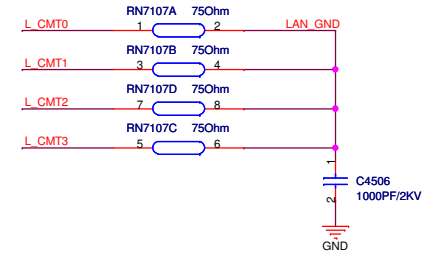 RN7107A 75Ohm
L_CMT0 1 2 LAN_GND
RN7107B 75Ohm
L_CMT1 3 4
RN7107D 75Ohm
L_CMT2 7 8
RN7107C 75Ohm
L_CMT3 5 6
1
C4506
1000PF/2KV
2
GND